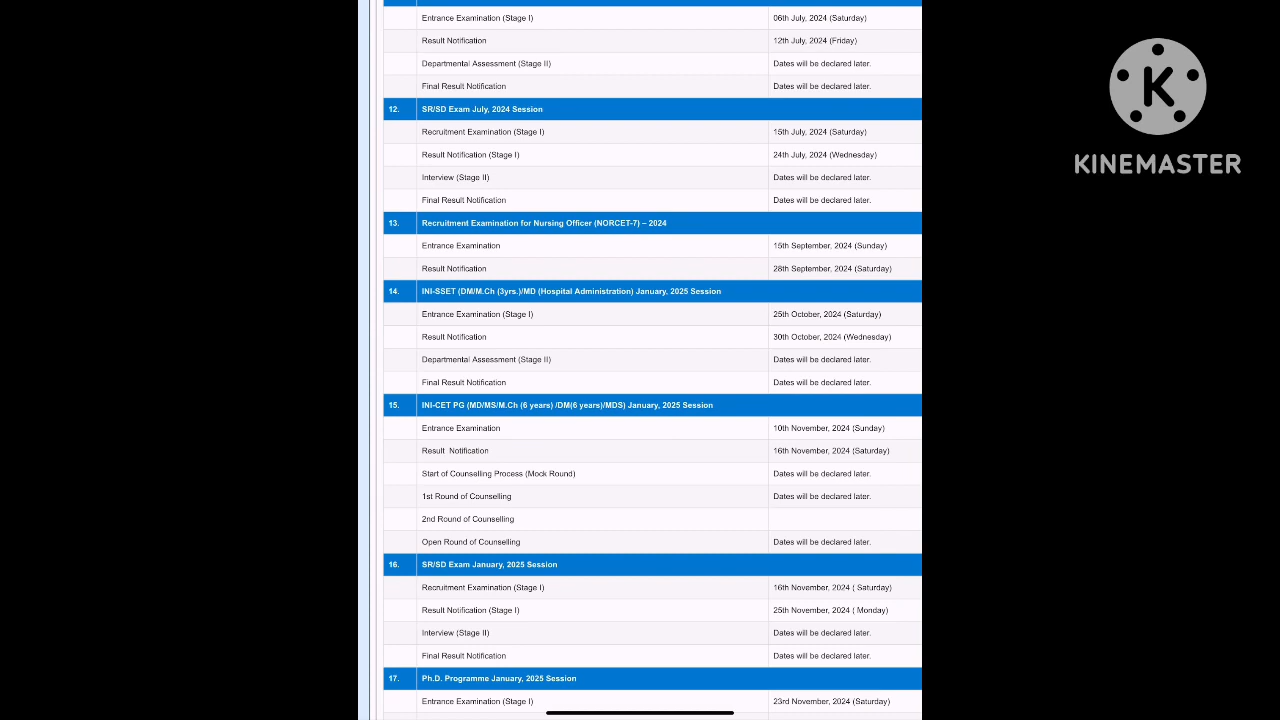 Entrance Examination (Stage I) 06th July, 2024 (Saturday)
Result Notification 12th July, 2024 (Friday)
Departmental Assessment (Stage II) Dates will be declared later.
Final Result Notification Dates will be declared later.
12. SR/SD Exam July, 2024 Session
Recruitment Examination (Stage I) 15th July, 2024 (Saturday)
Result Notification (Stage I) 24th July, 2024 (Wednesday)
Interview (Stage II) Dates will be declared later.
Final Result Notification Dates will be declared later.
13. Recruitment Examination for Nursing Officer (NORCET-7) – 2024
Entrance Examination 15th September, 2024 (Sunday)
Result Notification 28th September, 2024 (Saturday)
14. INI-SSET (DM/M.Ch (3yrs.)/MD (Hospital Administration) January, 2025 Session
Entrance Examination (Stage I) 25th October, 2024 (Saturday)
Result Notification 30th October, 2024 (Wednesday)
Departmental Assessment (Stage II) Dates will be declared later.
Final Result Notification Dates will be declared later.
15. INI-CET PG (MD/MS/M.Ch (6 years) /DM(6 years)/MDS) January, 2025 Session
Entrance Examination 10th November, 2024 (Sunday)
Result  Notification 16th November, 2024 (Saturday)
Start of Counselling Process (Mock Round) Dates will be declared later.
1st Round of Counselling Dates will be declared later.
2nd Round of Counselling
Open Round of Counselling Dates will be declared later.
16. SR/SD Exam January, 2025 Session
Recruitment Examination (Stage I) 16th November, 2024 ( Saturday)
Result Notification (Stage I) 25th November, 2024 ( Monday)
Interview (Stage II) Dates will be declared later.
Final Result Notification Dates will be declared later.
17. Ph.D. Programme January, 2025 Session
Entrance Examination (Stage I) 23rd November, 2024 (Saturday)
K
KINEMASTER